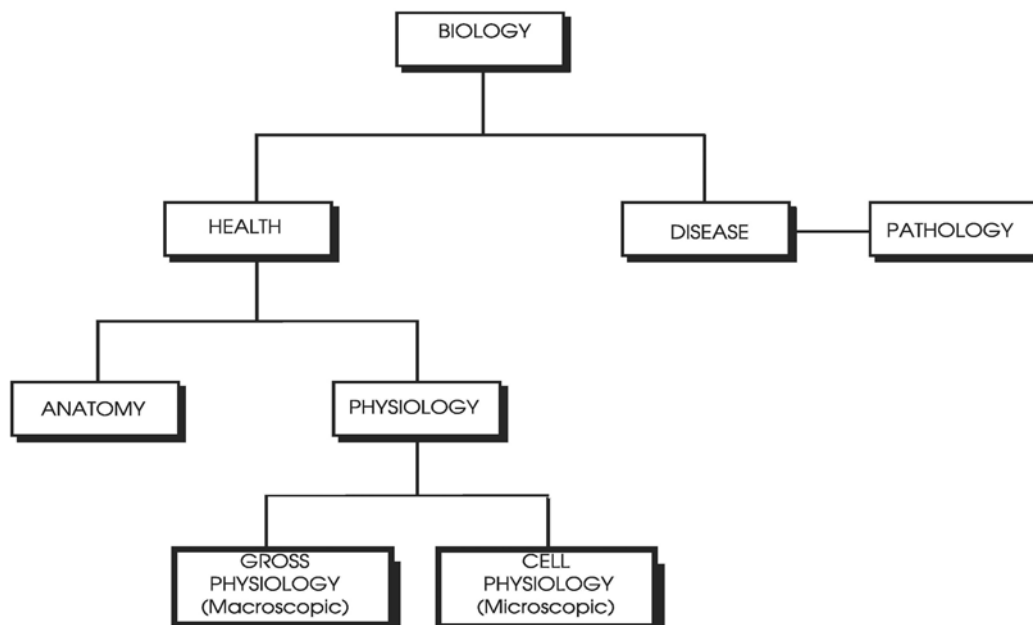 BIOLOGY
HEALTH
DISEASE
PATHOLOGY
ANATOMY
PHYSIOLOGY
GROSS
PHYSIOLOGY
(Macroscopic)
CELL
PHYSIOLOGY
(Microscopic)